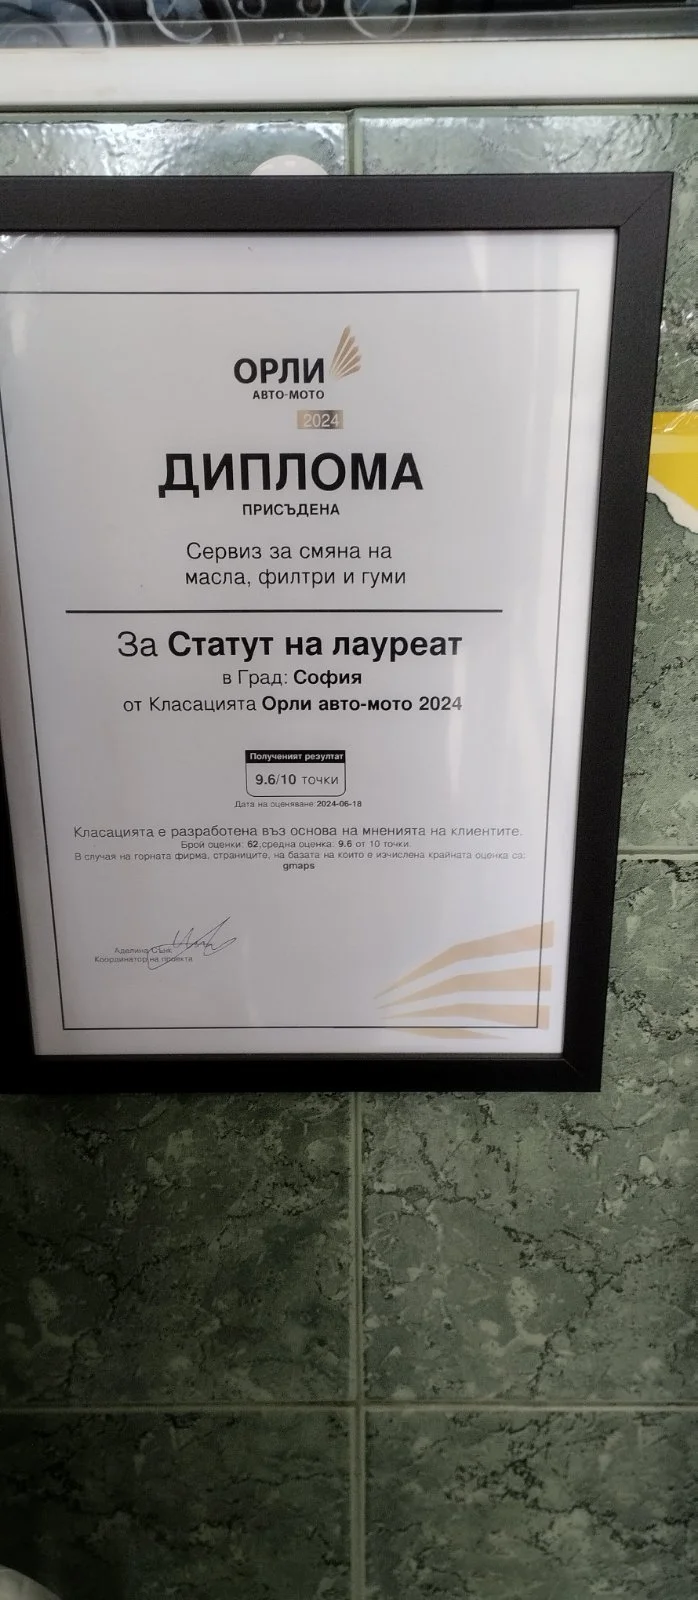 ОРЛИ
АВТО-МОТО
2024
ДИПЛОМА
ПРИСЪДЕНА
Сервиз за смяна на
масла, филтри и гуми
За Статут на лауреат
в Град: София
от Класацията Орли авто-мото 2024
Полученият резултат
9.6/10 точки
Дата на оценяване: 2024-06-18
Класацията е разработена въз основа на мненията на клиентите.
Брой оценки: 62,средна оценка: 9.6 от 10 точки.
В случая на горната фирма, страниците, на базата на които е изчислена крайната оценка са:
gmaps
Аделина
Координатор на проекта